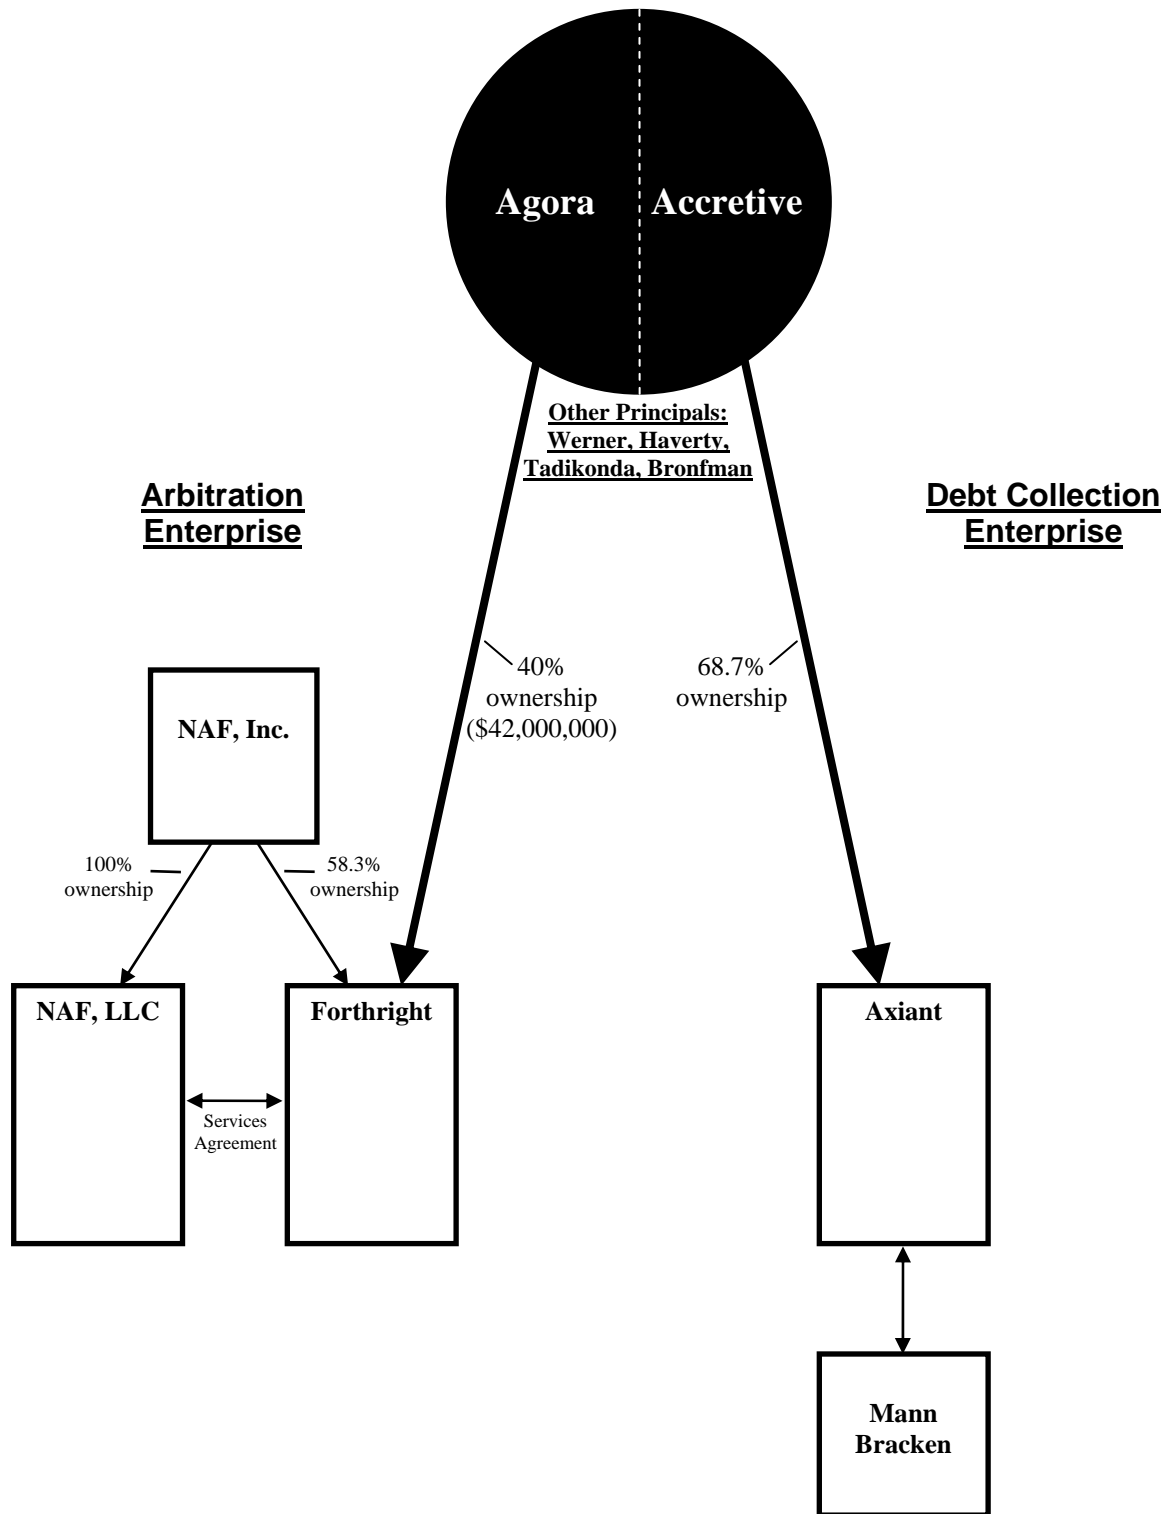 Agora Accretive
Other Principals:
Werner, Haverty,
Tadikonda, Bronfman
Arbitration
Enterprise
Debt Collection
Enterprise
40%
ownership
($42,000,000)
68.7%
ownership
NAF, Inc.
100%
ownership
58.3%
ownership
NAF, LLC
Forthright
Axiant
Services
Agreement
Mann
Bracken